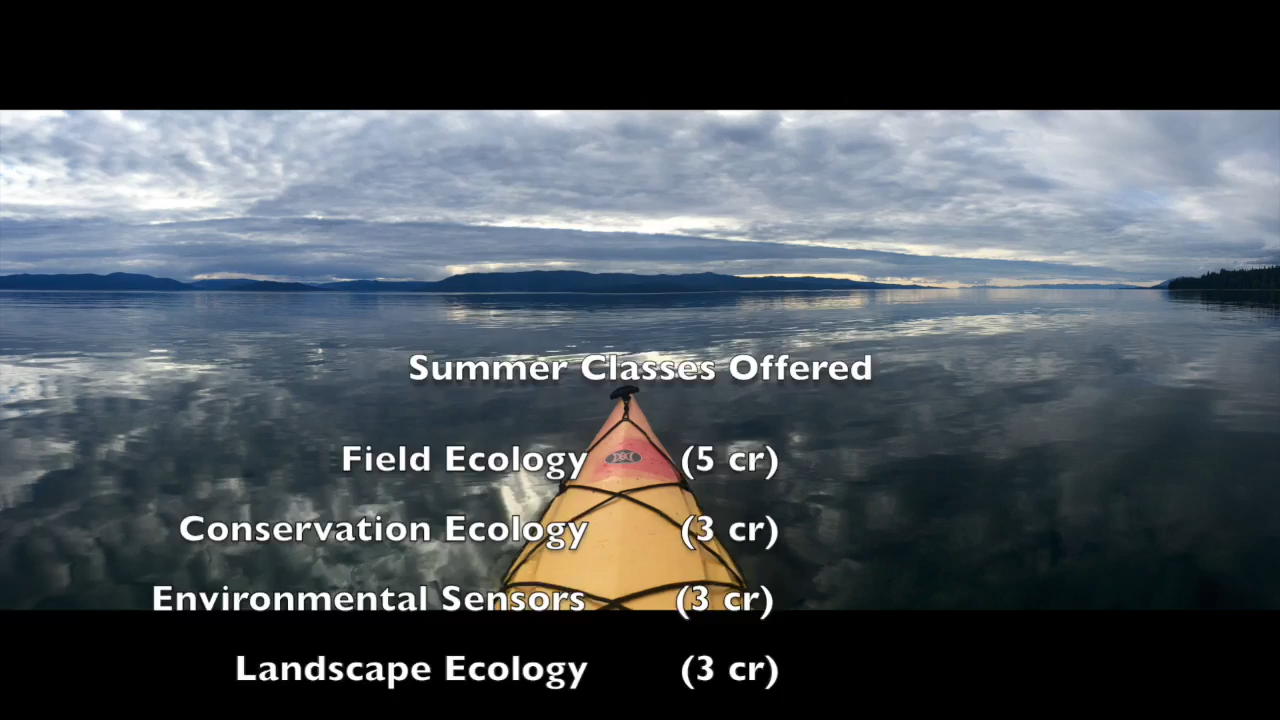 Summer Classes Offered
Field Ecology (5 cr)
Conservation Ecology (3 cr)
Environmental Sensors (3 cr)
Landscape Ecology (3 cr)